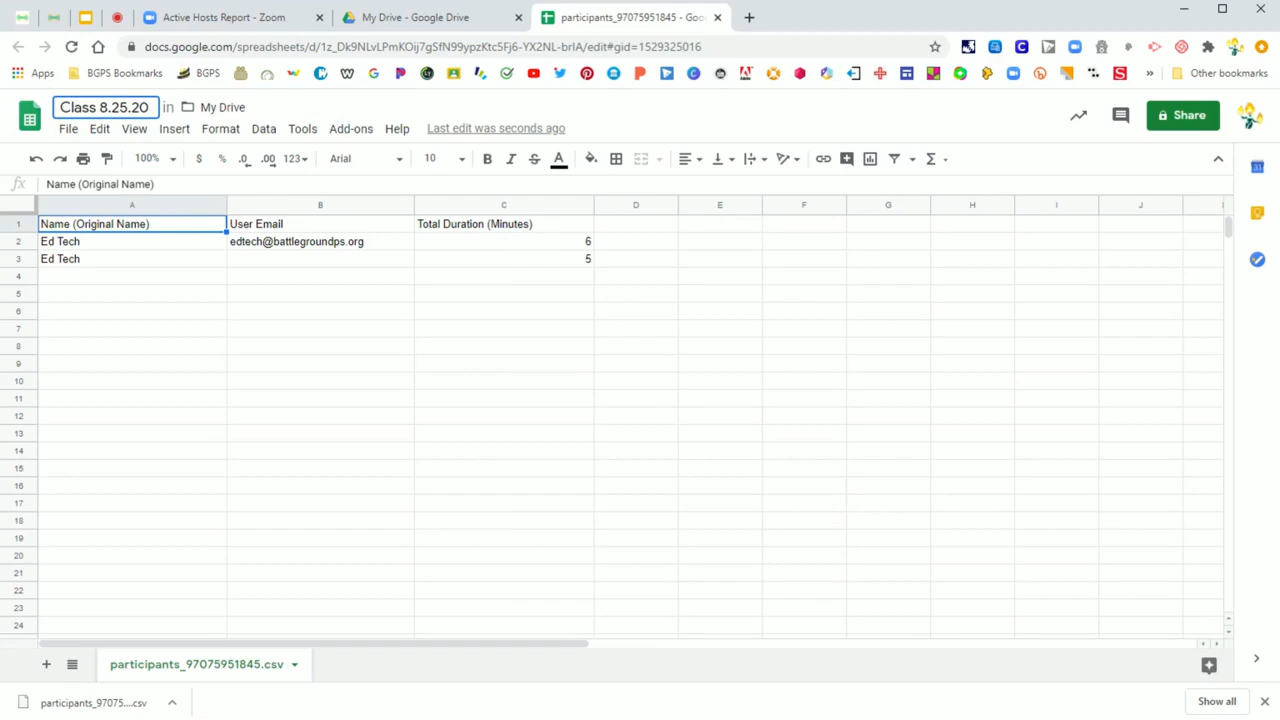 Active Hosts Report - Zoom
My Drive - Google Drive
participants_97075951845 - Goo
docs.google.com/spreadsheets/d/1z_Dk9NLvLPmKOij7gSfN99ypzKtc5Fj6-YX2NL-brIA/edit#gid=1529325016
Apps
BGPS Bookmarks
BGPS
Other bookmarks
Class 8.25.20 in My Drive
File Edit View Insert Format Data Tools Add-ons Help Last edit was seconds ago
Share
100% $ % .0 .00 123 Arial 10 B I S A
fx Name (Original Name)
A B C D E F G H I J
1 Name (Original Name) User Email Total Duration (Minutes)
2 Ed Tech edtech@battlegroundps.org 6
3 Ed Tech 5
4
5
6
7
8
9
10
11
12
13
14
15
16
17
18
19
20
21
22
23
24
participants_97075951845.csv
participants_97075....csv
Show all